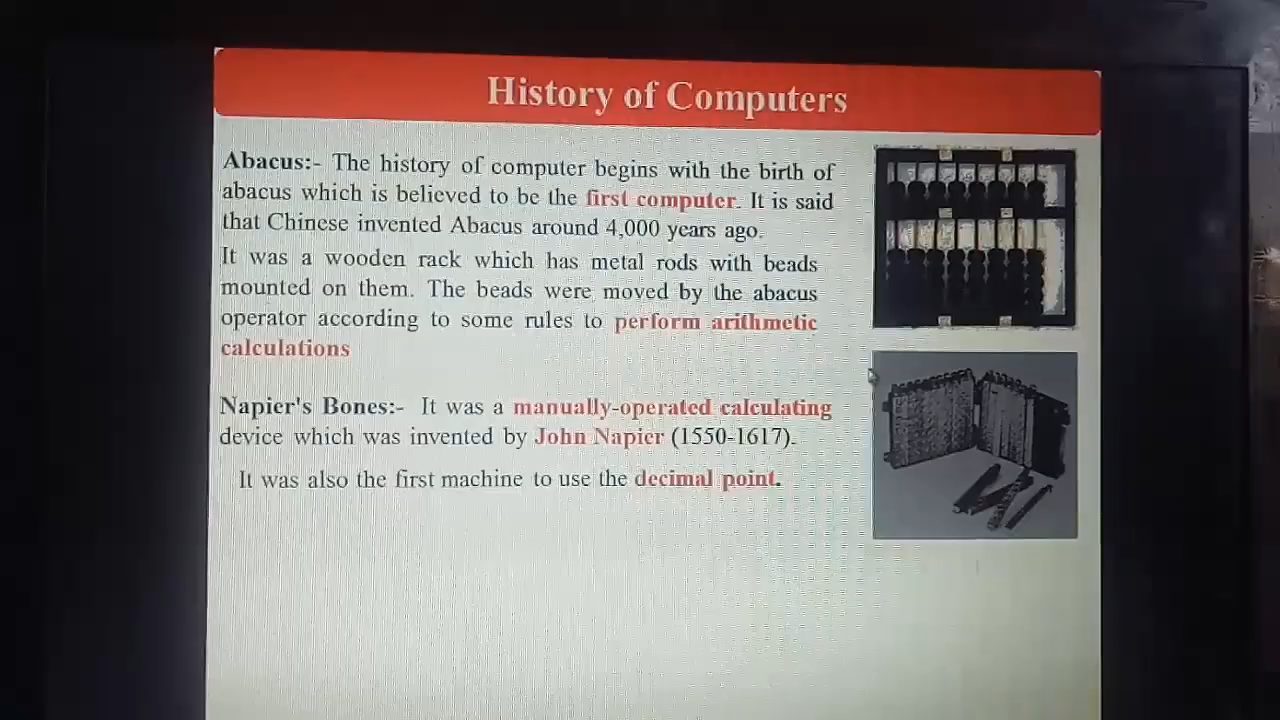 History of Computers
Abacus:- The history of computer begins with the birth of
abacus which is believed to be the first computer. It is said
that Chinese invented Abacus around 4,000 years ago.
It was a wooden rack which has metal rods with beads
mounted on them. The beads were moved by the abacus
operator according to some rules to perform arithmetic
calculations
Napier's Bones:- It was a manually-operated calculating
device which was invented by John Napier (1550-1617).
It was also the first machine to use the decimal point.